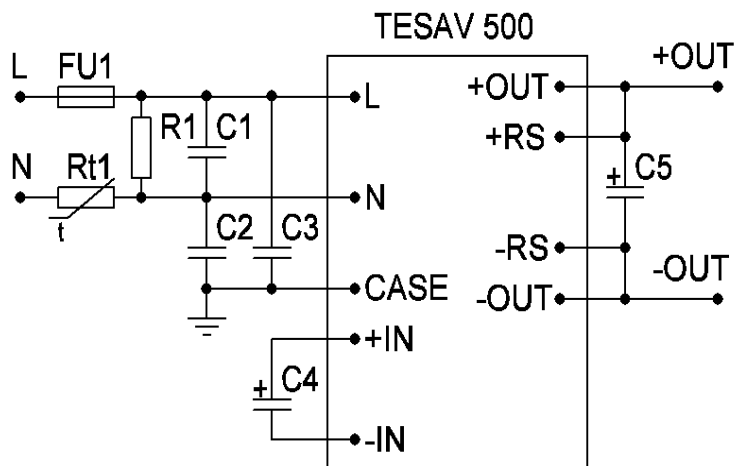 TESAV 500
L
FU1
+OUT
+OUT
L
R1
C1
+RS
N
Rt1
t
N
+
C5
C2
C3
-RS
-OUT
CASE
-OUT
+IN
+
C4
-IN